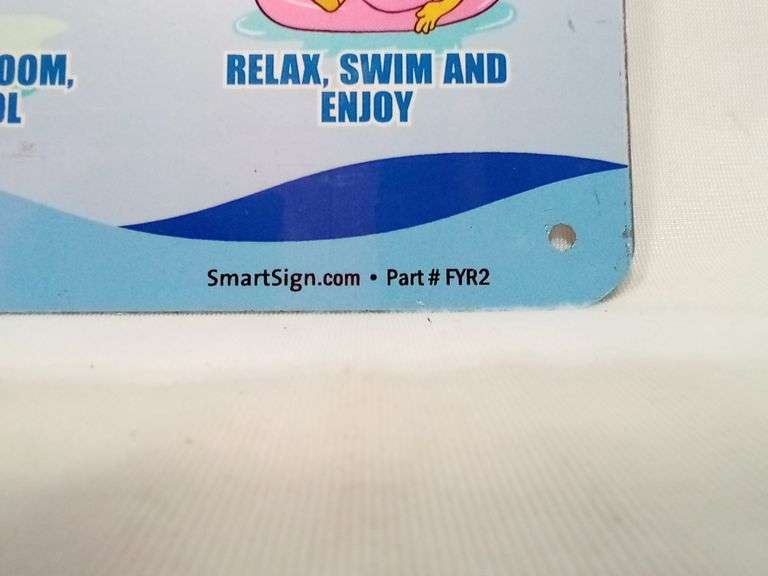 OOM,
OL
RELAX, SWIM AND
ENJOY
SmartSign.com • Part # FYR2